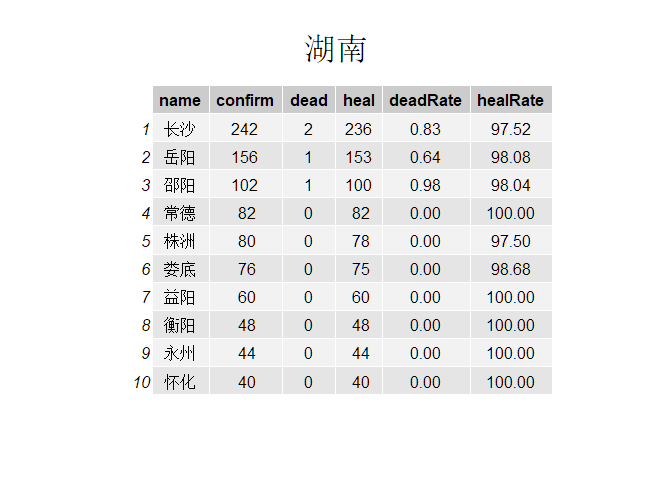 湖南
name confirm dead heal deadRate healRate
1 长沙 242 2 236 0.83 97.52
2 岳阳 156 1 153 0.64 98.08
3 邵阳 102 1 100 0.98 98.04
4 常德 82 0 82 0.00 100.00
5 株洲 80 0 78 0.00 97.50
6 娄底 76 0 75 0.00 98.68
7 益阳 60 0 60 0.00 100.00
8 衡阳 48 0 48 0.00 100.00
9 永州 44 0 44 0.00 100.00
10 怀化 40 0 40 0.00 100.00